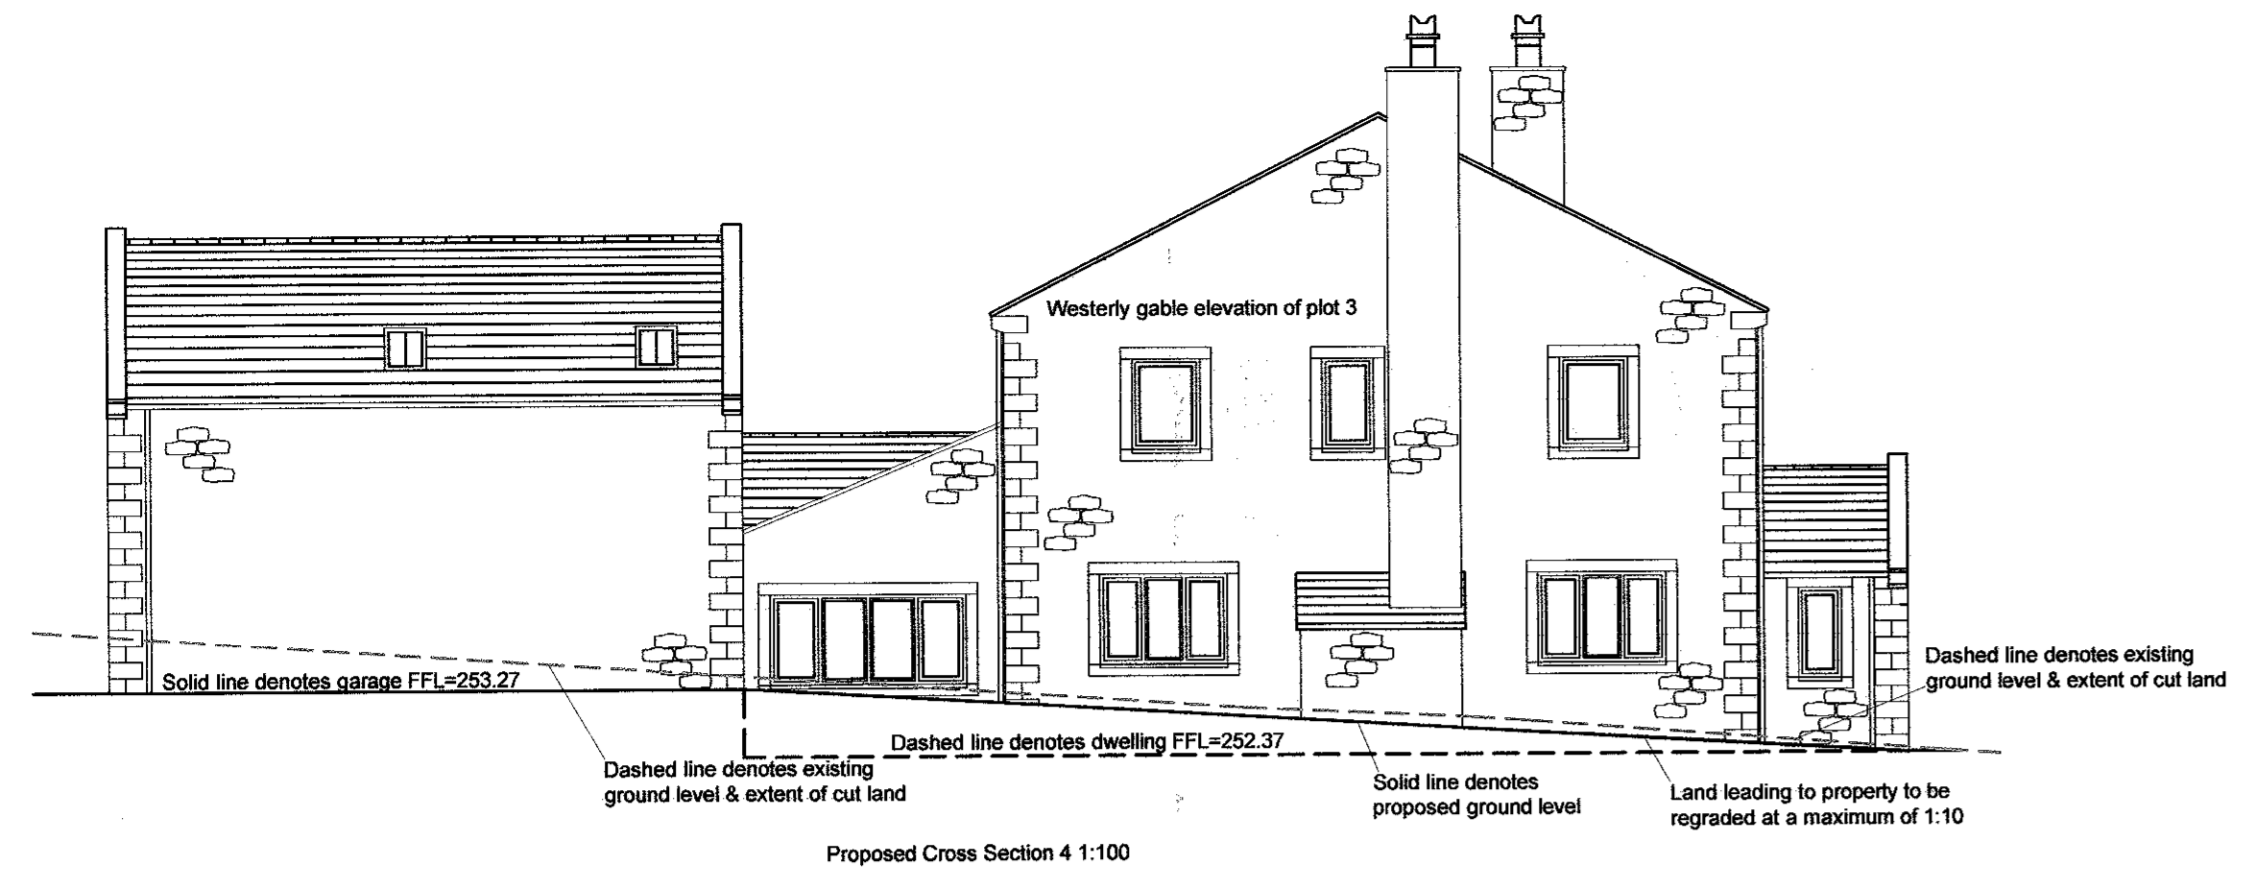 Westerly gable elevation of plot 3
Solid line denotes garage FFL=253.27
Dashed line denotes existing
ground level & extent of cut land
Dashed line denotes dwelling FFL=252.37
Dashed line denotes existing
ground level & extent of cut land
Solid line denotes
proposed ground level
Land leading to property to be
regraded at a maximum of 1:10
Proposed Cross Section 4 1:100